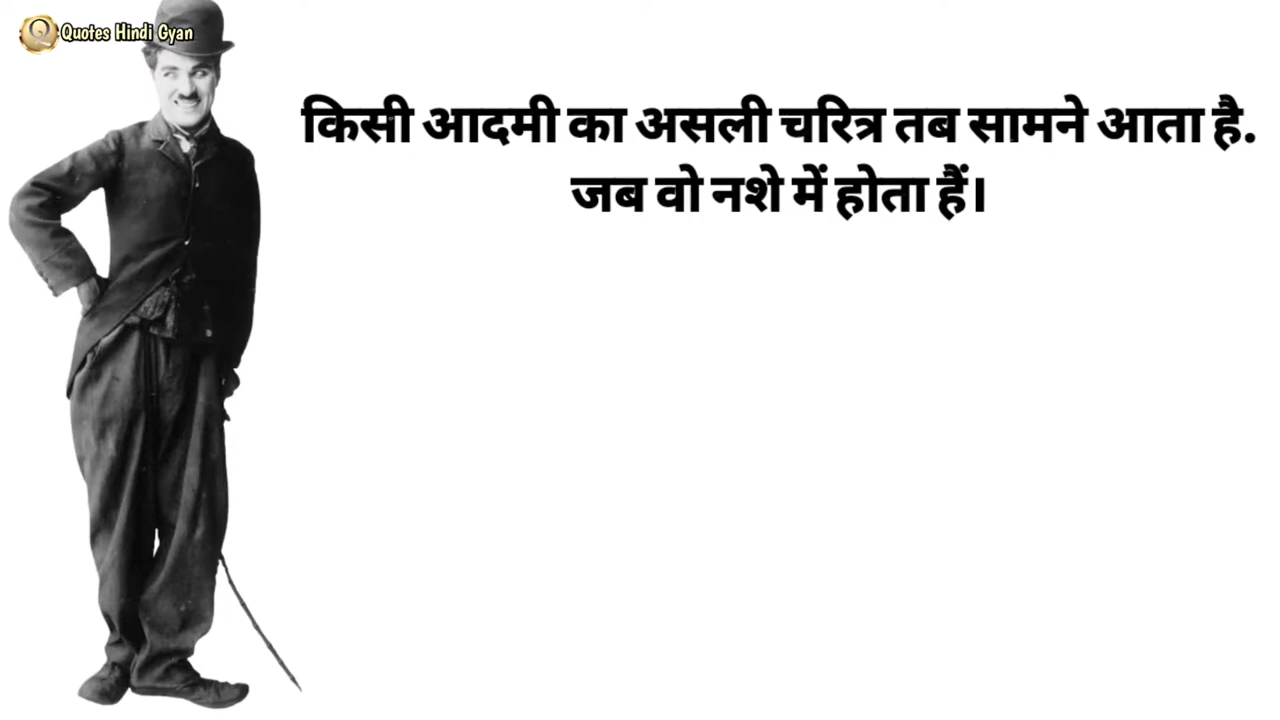 Quotes Hindi Gyan
किसी आदमी का असली चरित्र तब सामने आता है.
जब वो नशे में होता हैं।